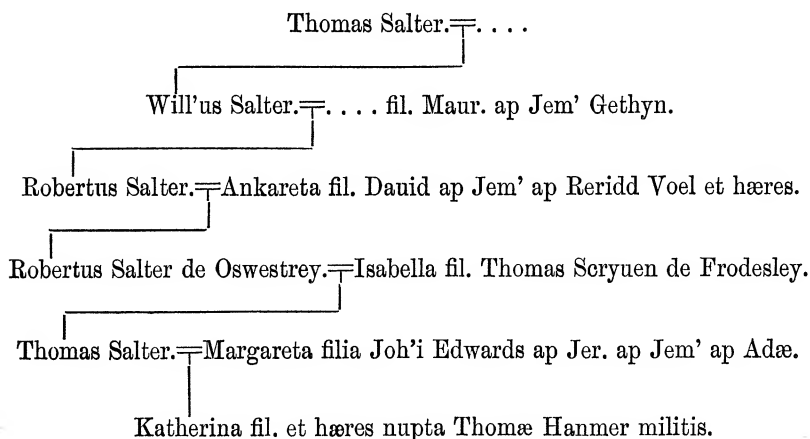 Thomas Salter.=. . . .
Will'us Salter.=. . . . fil. Maur. ap Jem' Gethyn.
Robertus Salter.=Ankareta fil. Dauid ap Jem' ap Reridd Voel et hæres.
Robertus Salter de Oswestrey.=Isabella fil. Thomas Scryuen de Frodesley.
Thomas Salter.=Margareta filia Joh'i Edwards ap Jer. ap Jem' ap Adæ.
Katherina fil. et hæres nupta Thomæ Hanmer militis.